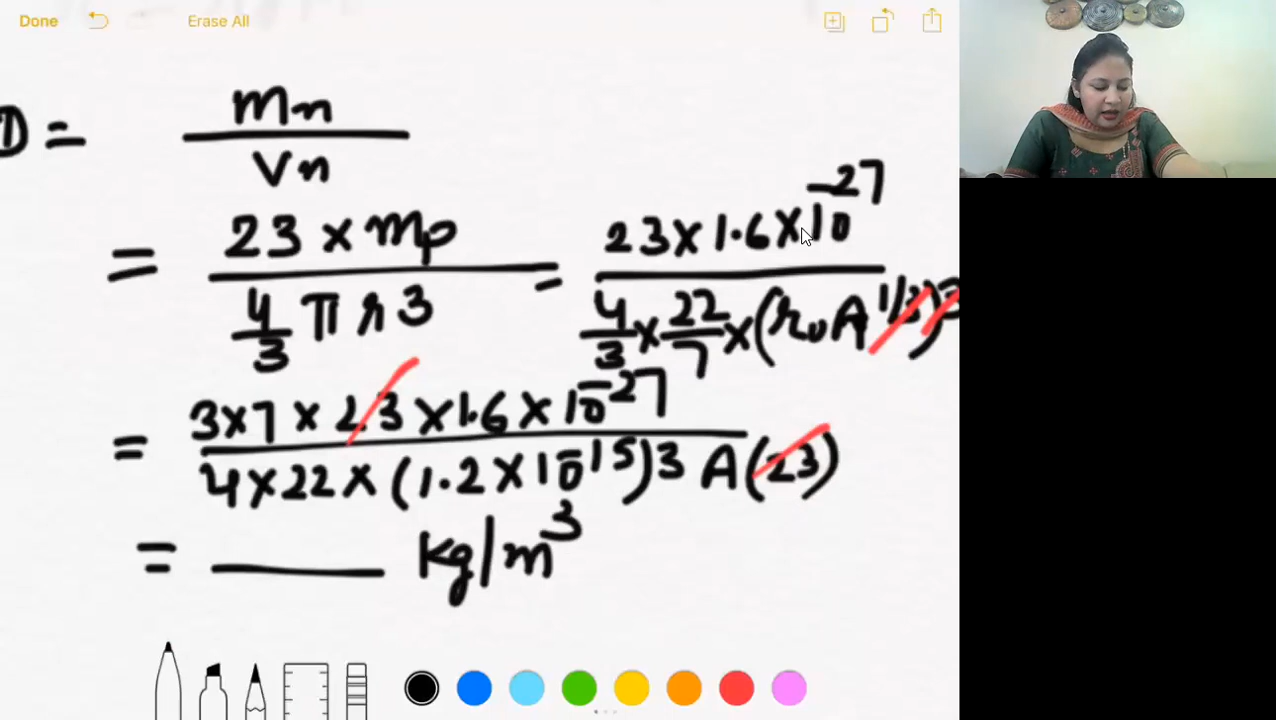 Done Erase All
D = Mn / Vn
= 23 × mp / 4/3 π r3 = 23 × 1.6 × 10^-27 / 4/3 × 22/7 × (r0 A^1/3)^3
= 3×7 × 23 × 1.6 × 10^-27 / 4×22× (1.2 × 10^-15)3 A(23)
= ____ kg/m^3